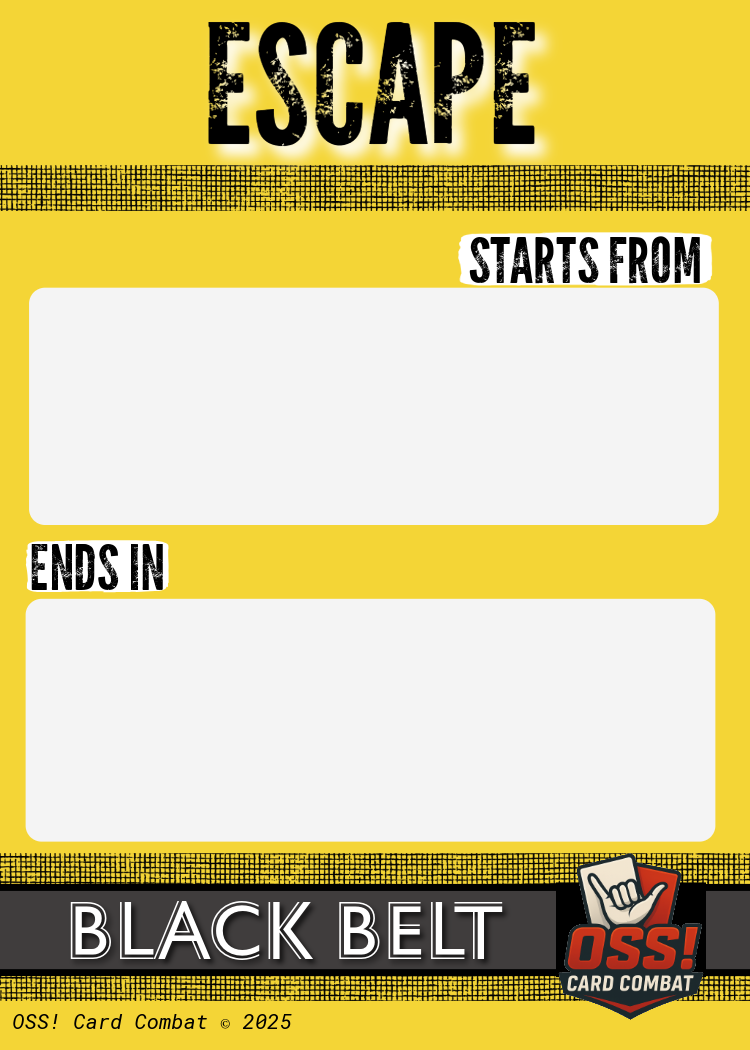 ESCAPE
STARTS FROM
ENDS IN
BLACK BELT
OSS!
CARD COMBAT
OSS! Card Combat © 2025